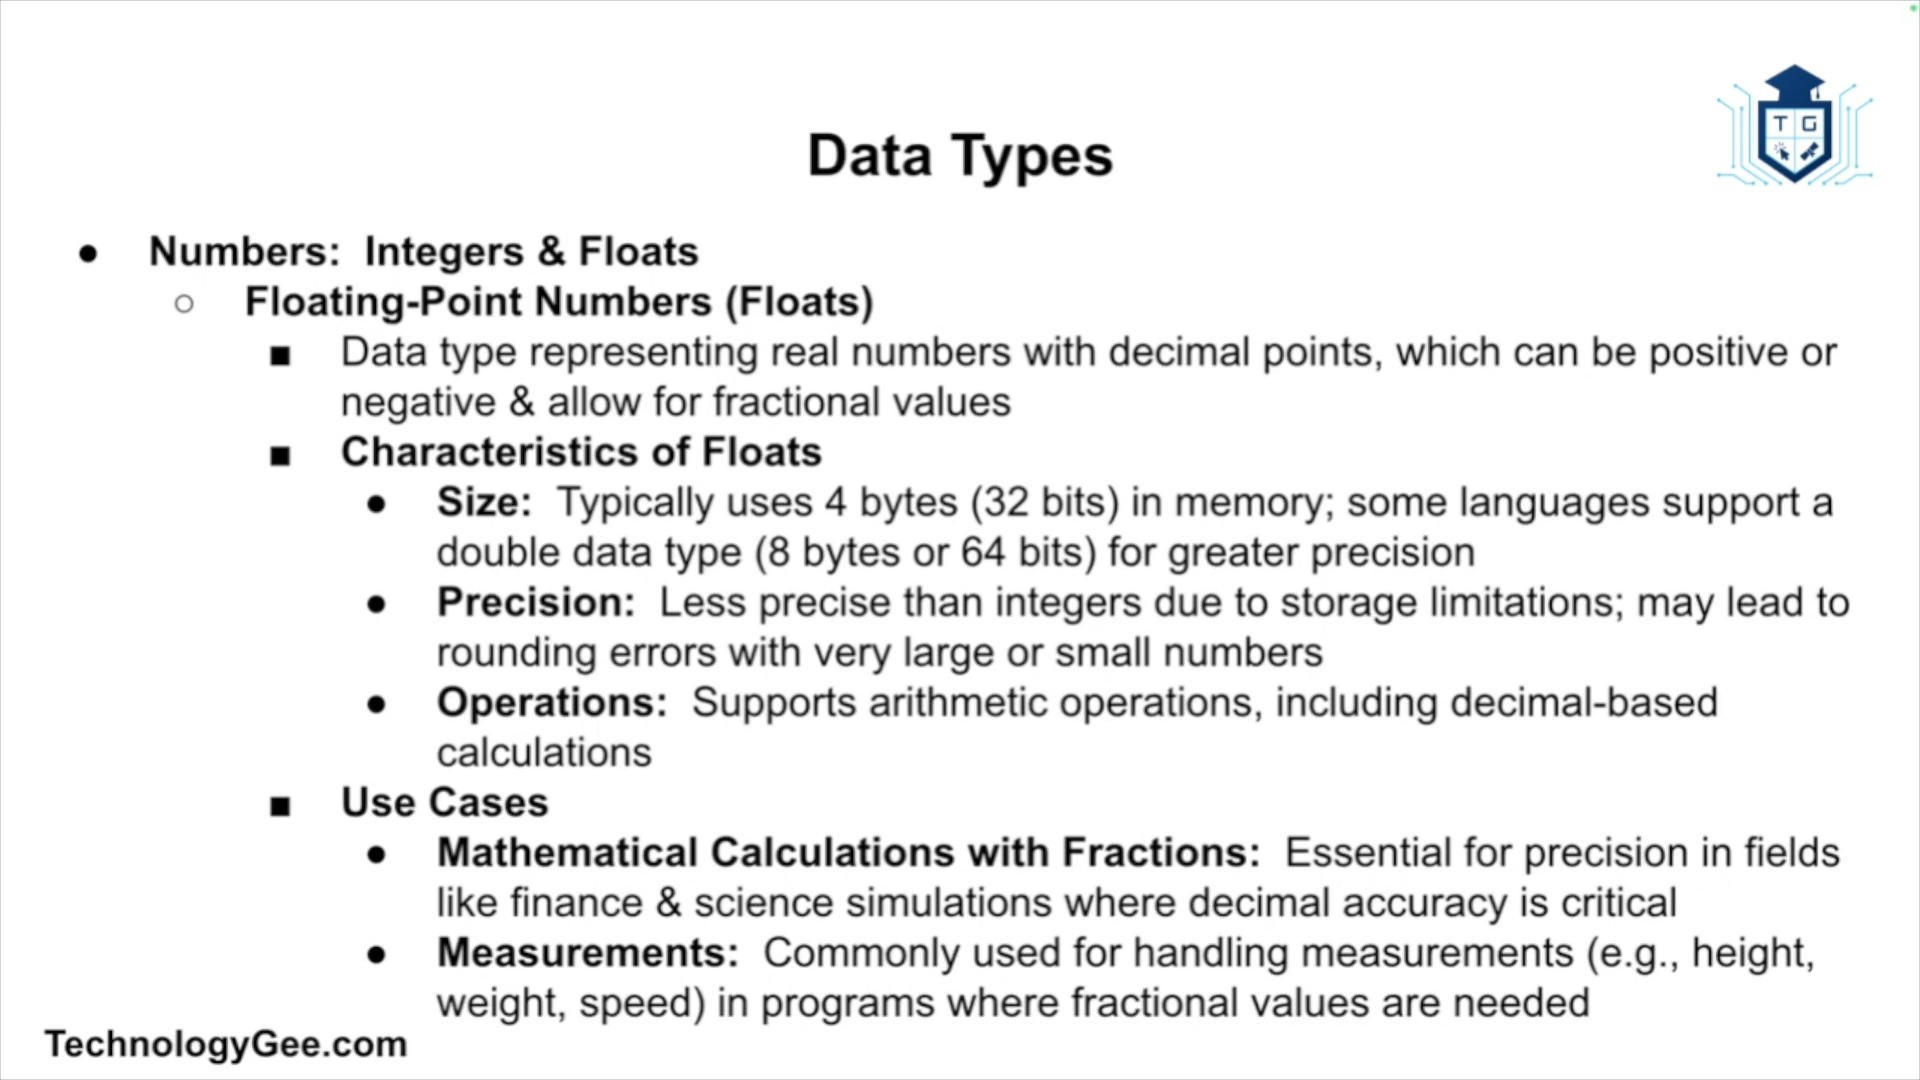 T G
Data Types
● Numbers: Integers & Floats
○ Floating-Point Numbers (Floats)
■ Data type representing real numbers with decimal points, which can be positive or
negative & allow for fractional values
■ Characteristics of Floats
● Size: Typically uses 4 bytes (32 bits) in memory; some languages support a
double data type (8 bytes or 64 bits) for greater precision
● Precision: Less precise than integers due to storage limitations; may lead to
rounding errors with very large or small numbers
● Operations: Supports arithmetic operations, including decimal-based
calculations
■ Use Cases
● Mathematical Calculations with Fractions: Essential for precision in fields
like finance & science simulations where decimal accuracy is critical
● Measurements: Commonly used for handling measurements (e.g., height,
weight, speed) in programs where fractional values are needed
TechnologyGee.com